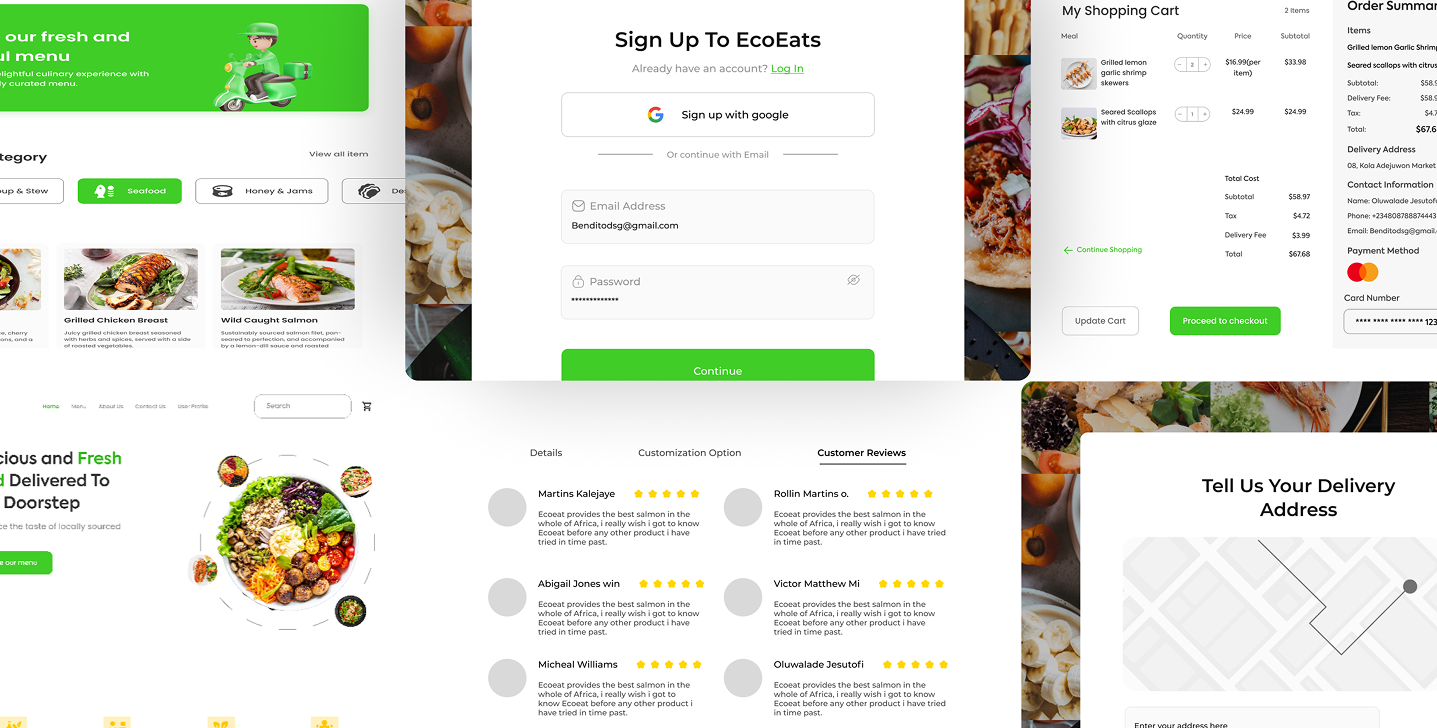 our fresh and
ul menu
elightful culinary experience with
ly curated menu.
tegory
View all item
oup & Stew
Seafood
Honey & Jams
Des
Grilled Chicken Breast
Juicy grilled chicken breast seasoned
with herbs and spices, served with a side
of roasted vegetables.
Wild Caught Salmon
Sustainably sourced salmon filet, pan-
seared to perfection, and accompanied
by a lemon-dill sauce and roasted
e, cherry
ons, and a
Sign Up To EcoEats
Already have an account? Log In
Sign up with google
Or continue with Email
Email Address
Benditodsg@gmail.com
Password
*************
Continue
My Shopping Cart
2 Items
Meal
Quantity
Price
Subtotal
Grilled lemon
garlic shrimp
skewers
- 2 +
$16.99(per
item)
$33.98
Seared Scallops
with citrus glaze
- 1 +
$24.99
$24.99
Total Cost
Subtotal $58.97
Tax $4.72
Delivery Fee $3.99
Total $67.68
Continue Shopping
Update Cart
Proceed to checkout
Order Summar
Items
Grilled lemon Garlic Shrimp
Seared scallops with citrus
Subtotal: $58.9
Delivery Fee: $58.9
Tax: $4.7
Total: $67.6
Delivery Address
08, Kola Adejuwon Market
Contact Information
Name: Oluwalade Jesutofu
Phone: +2348087888744 43
Email: Benditodsg@gmail.c
Payment Method
Card Number
**** **** **** **** 123
Home
Menu
About Us
Contact Us
User Profile
Search
cious and Fresh
d Delivered To
Doorstep
ce the taste of locally sourced
e our menu
Details
Customization Option
Customer Reviews
Martins Kalejaye
Ecoeat provides the best salmon in the
whole of Africa, i really wish i got to know
Ecoeat before any other product i have
tried in time past.
Rollin Martins o.
Ecoeat provides the best salmon in the
whole of Africa, i really wish i got to know
Ecoeat before any other product i have tried
in time past.
Abigail Jones win
Ecoeat provides the best salmon in the
whole of Africa, i really wish i got to know
Ecoeat before any other product i have
tried in time past.
Victor Matthew Mi
Ecoeat provides the best salmon in the
whole of Africa, i really wish i got to know
Ecoeat before any other product i have tried
in time past.
Micheal Williams
Ecoeat provides the best salmon in the
whole of Africa, i really wish i got to
know Ecoeat before any other product i
have tried in time past.
Oluwalade Jesutofi
Ecoeat provides the best salmon in the
whole of Africa, i really wish i got to know
Ecoeat before any other product i have
tried in time past.
Tell Us Your Delivery
Address
Enter your address here